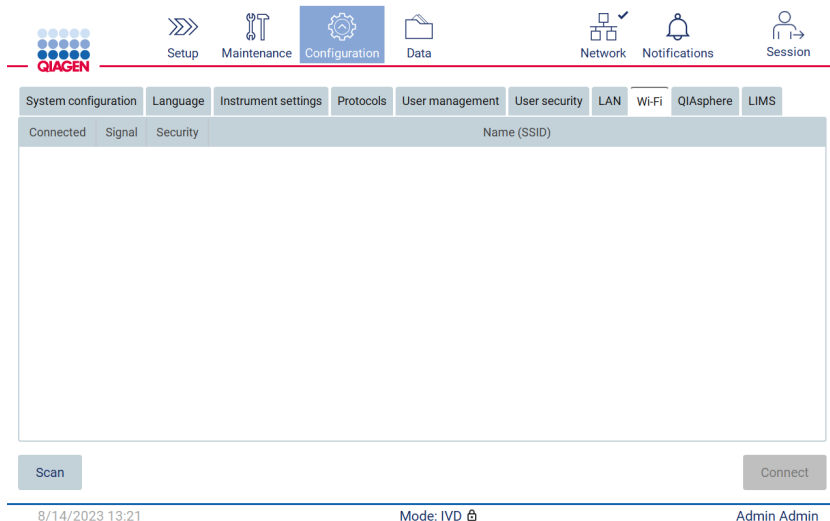 QIAGEN
Setup Maintenance Configuration Data Network Notifications Session
System configuration Language Instrument settings Protocols User management User security LAN Wi-Fi QIAsphere LIMS
Connected Signal Security Name (SSID)
Scan Connect
8/14/2023 13:21 Mode: IVD Admin Admin